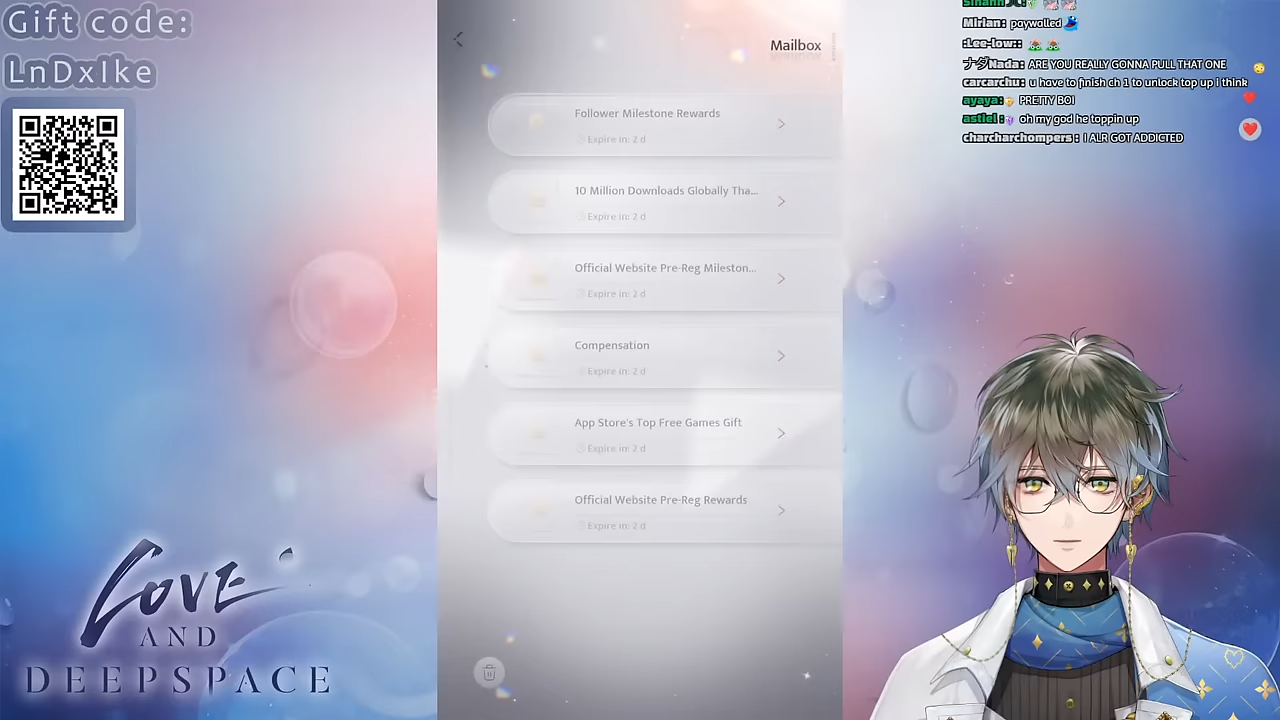 Gift code:
LnDxIke
LOVE
AND
DEEPSPACE
Mailbox
Follower Milestone Rewards
Expire in: 2 d
10 Million Downloads Globally Tha...
Expire in: 2 d
Official Website Pre-Reg Mileston...
Expire in: 2 d
Compensation
Expire in: 2 d
App Store's Top Free Games Gift
Expire in: 2 d
Official Website Pre-Reg Rewards
Expire in: 2 d
Mirian: paywalled
:Lee-low::
ナダNada: ARE YOU REALLY GONNA PULL THAT ONE
carcarchu: u have to finish ch 1 to unlock top up i think
ayaya: PRETTY BOI
astiel: oh my god he toppin up
charcharchompers: I ALR GOT ADDICTED